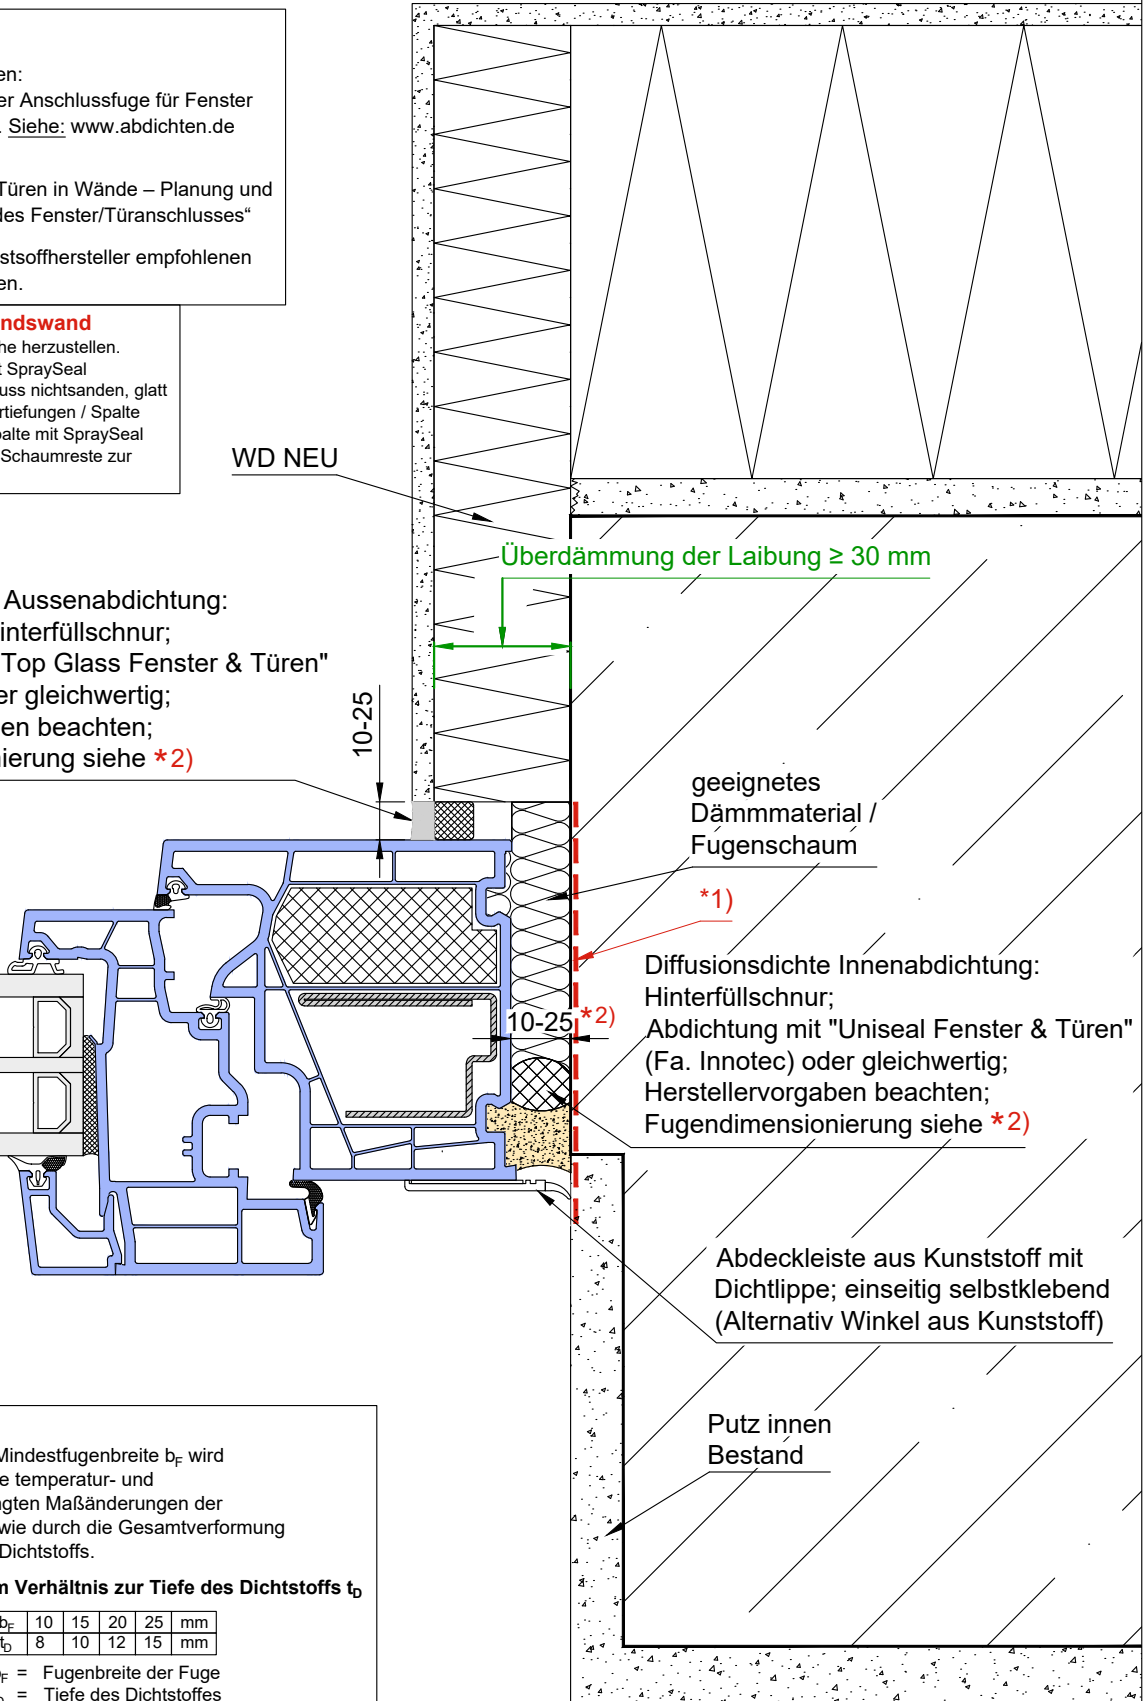 en:
er Anschlussfuge für Fenster
. Siehe: www.abdichten.de
Türen in Wände – Planung und
des Fenster/Türanschlusses“
stsoffhersteller empfohlenen
en.
ndswand
he herzustellen.
t SpraySeal
uss nichtsanden, glatt
rtiefungen / Spalte
palte mit SpraySeal
Schaumreste zur
WD NEU
Überdämmung der Laibung ≥ 30 mm
Aussenabdichtung:
interfüllschnur;
"Top Glass Fenster & Türen"
er gleichwertig;
en beachten;
nierung siehe *2)
10-25
geeignetes
Dämmmaterial /
Fugenschaum
*1)
10-25 *2)
Diffusionsdichte Innenabdichtung:
Hinterfüllschnur;
Abdichtung mit "Uniseal Fenster & Türen"
(Fa. Innotec) oder gleichwertig;
Herstellervorgaben beachten;
Fugendimensionierung siehe *2)
Abdeckleiste aus Kunststoff mit
Dichtlippe; einseitig selbstklebend
(Alternativ Winkel aus Kunststoff)
Putz innen
Bestand
Mindestfugenbreite bF wird
e temperatur- und
ngten Maßänderungen der
wie durch die Gesamtverformung
Dichtstoffs.
m Verhältnis zur Tiefe des Dichtstoffs tD
bF 10 15 20 25 mm
tD 8 10 12 15 mm
F = Fugenbreite der Fuge
= Tiefe des Dichtstoffes